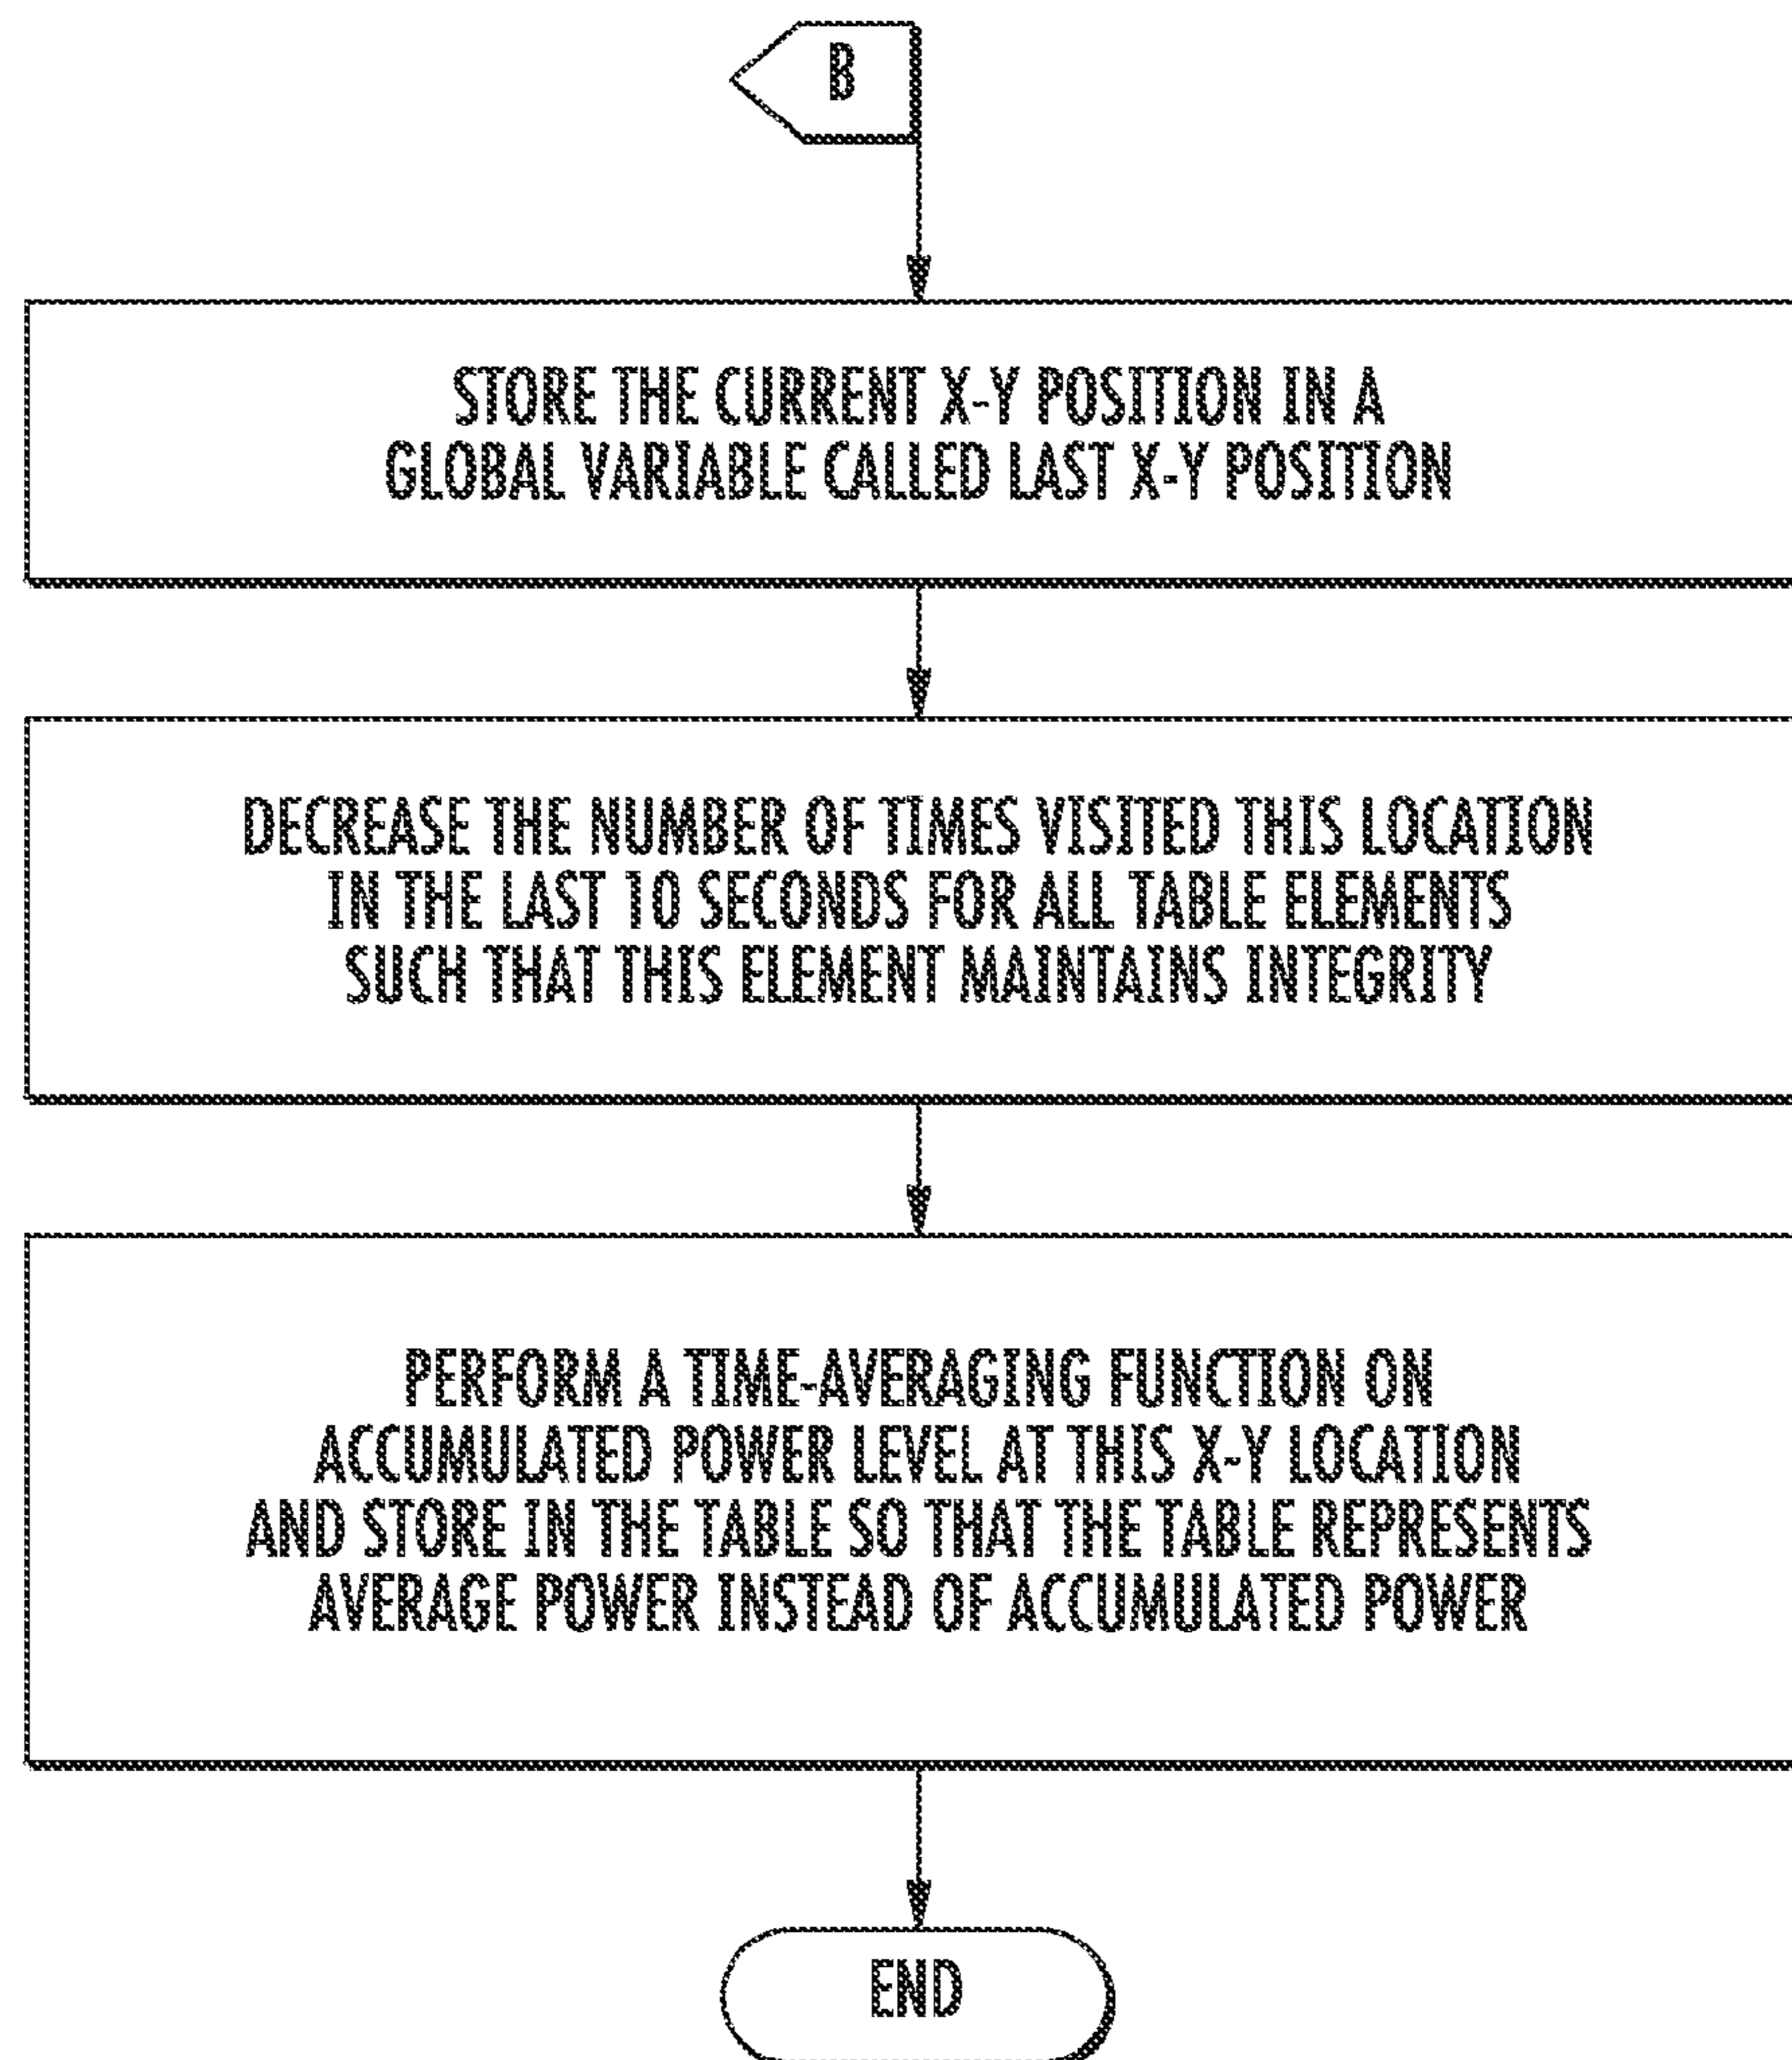 B
STORE THE CURRENT X-Y POSITION IN A
GLOBAL VARIABLE CALLED LAST X-Y POSITION
DECREASE THE NUMBER OF TIMES VISITED THIS LOCATION
IN THE LAST 10 SECONDS FOR ALL TABLE ELEMENTS
SUCH THAT THIS ELEMENT MAINTAINS INTEGRITY
PERFORM A TIME-AVERAGING FUNCTION ON
ACCUMULATED POWER LEVEL AT THIS X-Y LOCATION
AND STORE IN THE TABLE SO THAT THE TABLE REPRESENTS
AVERAGE POWER INSTEAD OF ACCUMULATED POWER
END